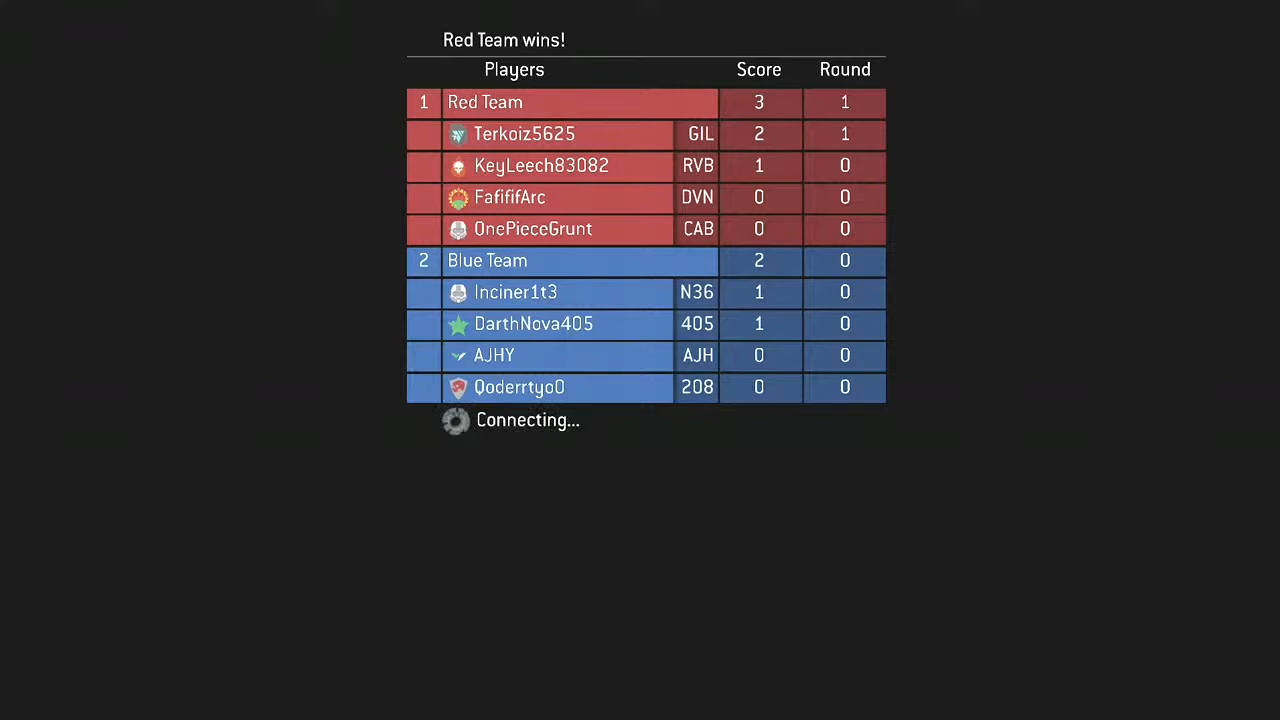 Red Team wins!
Players Score Round
1 Red Team 3 1
Terkoiz5625 GIL 2 1
KeyLeech83082 RVB 1 0
FafififArc DVN 0 0
OnePieceGrunt CAB 0 0
2 Blue Team 2 0
Inciner1t3 N36 1 0
DarthNova405 405 1 0
AJHY AJH 0 0
Qoderrtyo0 208 0 0
Connecting...